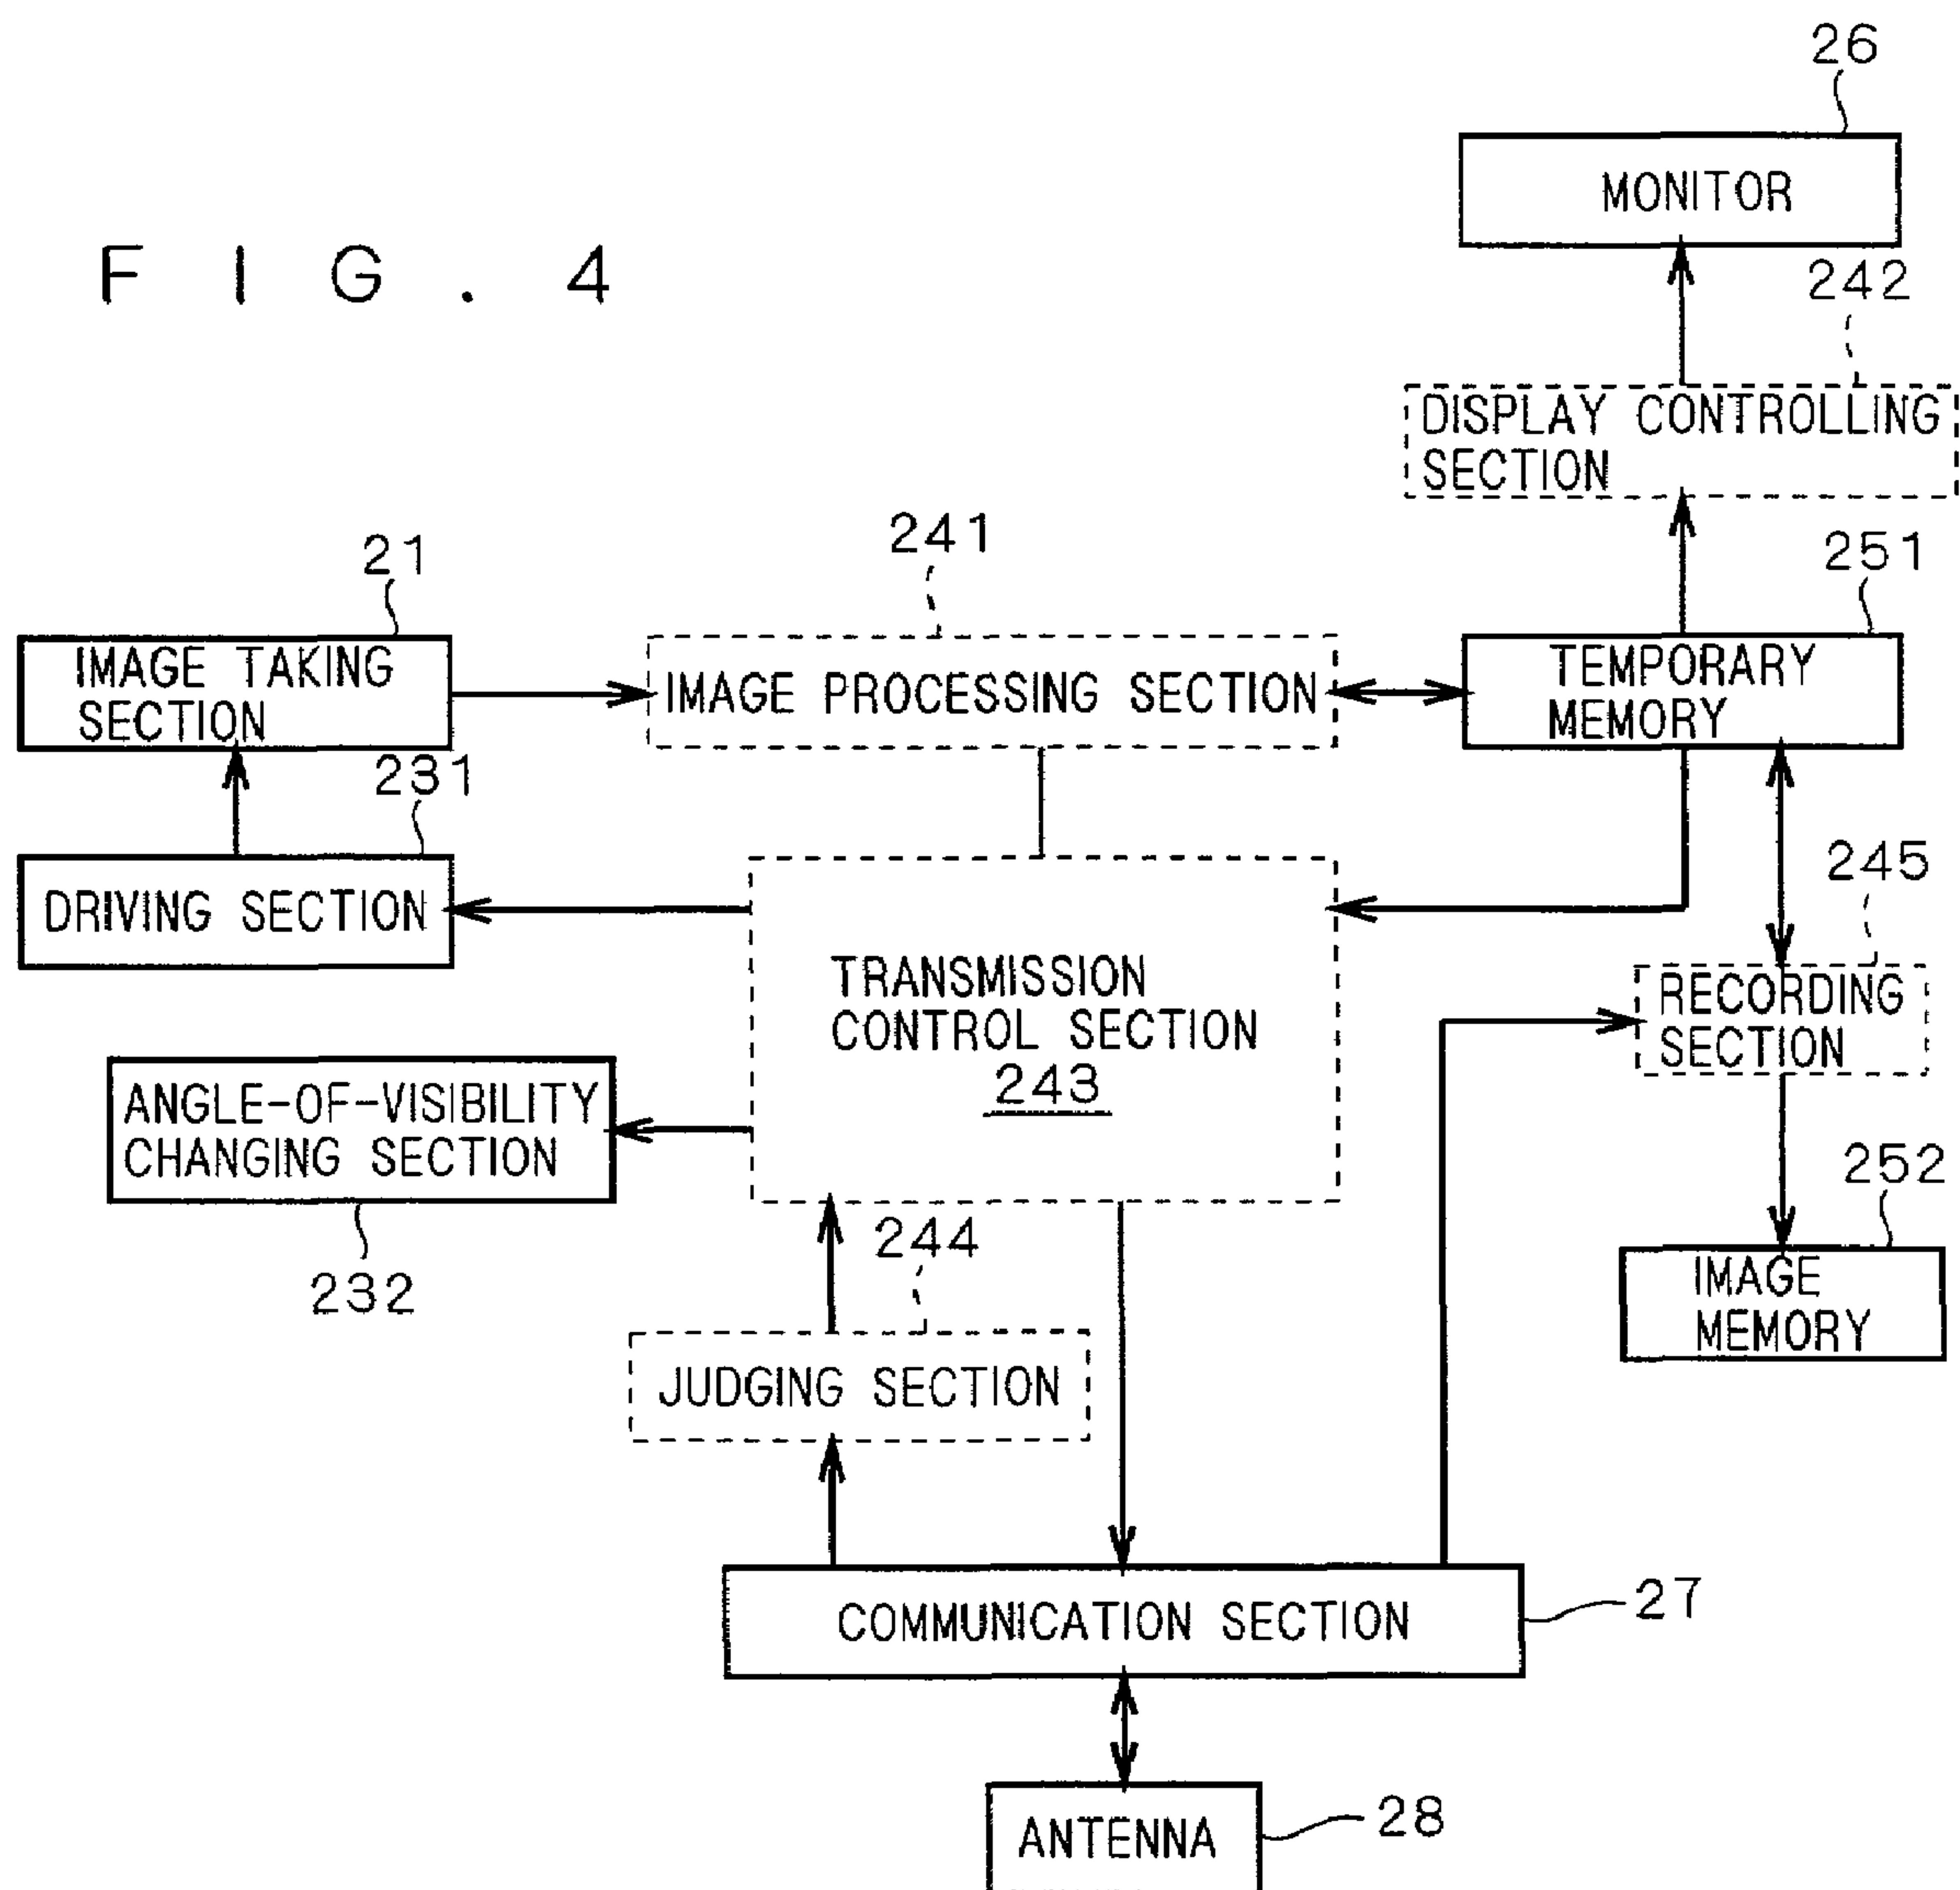 26
MONITOR
F I G . 4
242
DISPLAY CONTROLLING
SECTION
241
21
251
IMAGE TAKING
SECTION
IMAGE PROCESSING SECTION
TEMPORARY
MEMORY
231
245
DRIVING SECTION
TRANSMISSION
CONTROL SECTION
243
RECORDING
SECTION
ANGLE-OF-VISIBILITY
CHANGING SECTION
232
244
252
IMAGE
MEMORY
JUDGING SECTION
COMMUNICATION SECTION
27
ANTENNA
28